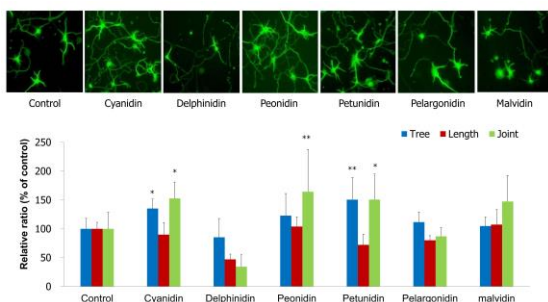 Control Cyanidin Delphinidin Peonidin Petunidin Pelargonidin Malvidin
Tree Length Joint
Relative ratio (% of control)
250
200
150
100
50
0
* * ** ** *
Control Cyanidin Delphinidin Peonidin Petunidin Pelargonidin malvidin